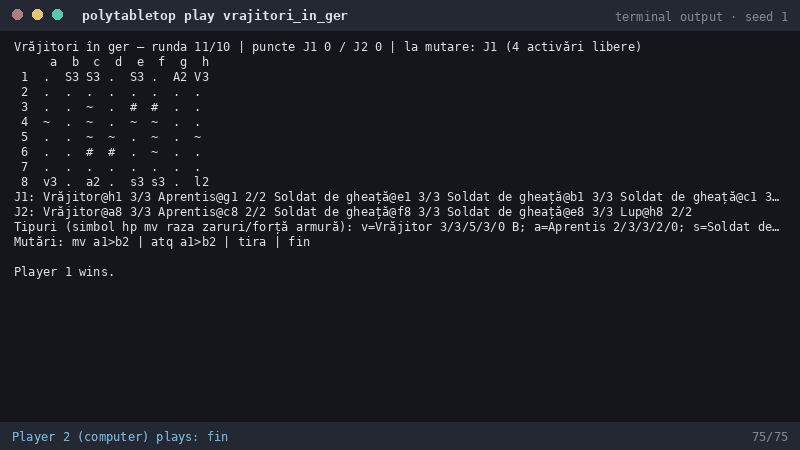 polytabletop play vrajitori_in_ger
terminal output · seed 1
Vrăjitori în ger — runda 11/10 | puncte J1 0 / J2 0 | la mutare: J1 (4 activări libere)
a b c d e f g h
1 . S3 S3 . S3 . A2 V3
2 . . . . . . . .
3 . . ~ . # # . .
4 ~ . ~ . ~ ~ . .
5 . . ~ ~ . ~ . ~
6 . . # # . ~ . .
7 . . . . . . . .
8 v3 . a2 . s3 s3 . l2
J1: Vrăjitor@h1 3/3 Aprentis@g1 2/2 Soldat de gheață@e1 3/3 Soldat de gheață@b1 3/3 Soldat de gheață@c1 3…
J2: Vrăjitor@a8 3/3 Aprentis@c8 2/2 Soldat de gheață@f8 3/3 Soldat de gheață@e8 3/3 Lup@h8 2/2
Tipuri (simbol hp mv raza zaruri/forță armură): v=Vrăjitor 3/3/5/3/0 B; a=Aprentis 2/3/3/2/0; s=Soldat de…
Mutări: mv a1>b2 | atq a1>b2 | tira | fin
Player 1 wins.
Player 2 (computer) plays: fin
75/75